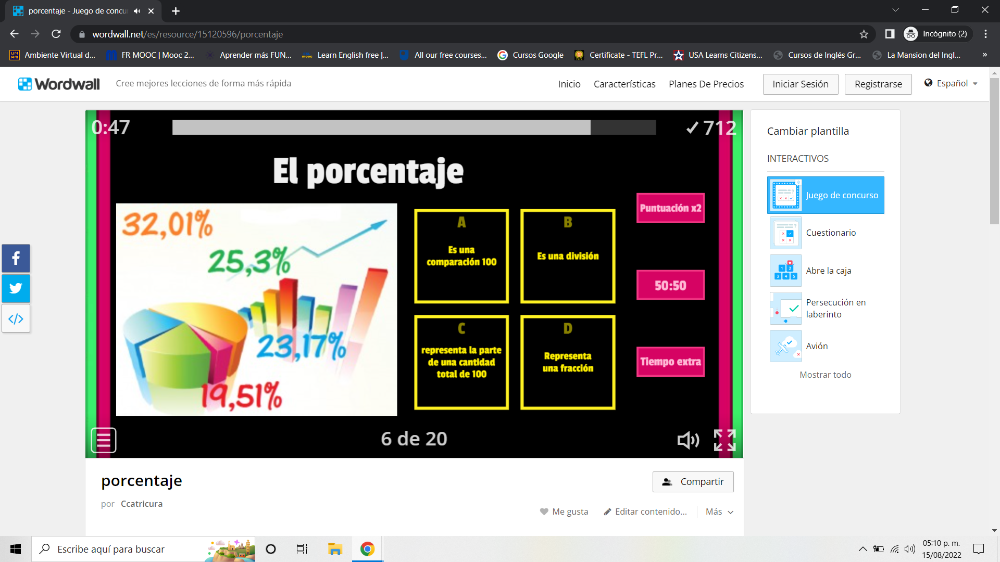 porcentaje - Juego de concu
wordwall.net/es/resource/15120596/porcentaje
Incógnito (2)
Ambiente Virtual d...
FR MOOC | Mooc 2...
Aprender más FUN...
Learn English free |...
All our free courses...
Cursos Google
Certificate - TEFL Pr...
USA Learns Citizens...
Cursos de Inglés Gr...
La Mansion del Ingl...
»
Wordwall
Cree mejores lecciones de forma más rápida
Inicio
Características
Planes De Precios
Iniciar Sesión
Registrarse
Español
0:47
✓ 712
El porcentaje
32,01%
25,3%
23,17%
19,51%
A
Es una
comparación 100
B
Es una división
C
representa la parte
de una cantidad
total de 100
D
Representa
una fracción
Puntuación x2
50:50
Tiempo extra
6 de 20
Cambiar plantilla
INTERACTIVOS
Juego de concurso
Cuestionario
Abre la caja
Persecución en
laberinto
Avión
Mostrar todo
porcentaje
por Ccatricura
Compartir
Me gusta
Editar contenido...
Más
Escribe aquí para buscar
05:10 p. m.
15/08/2022